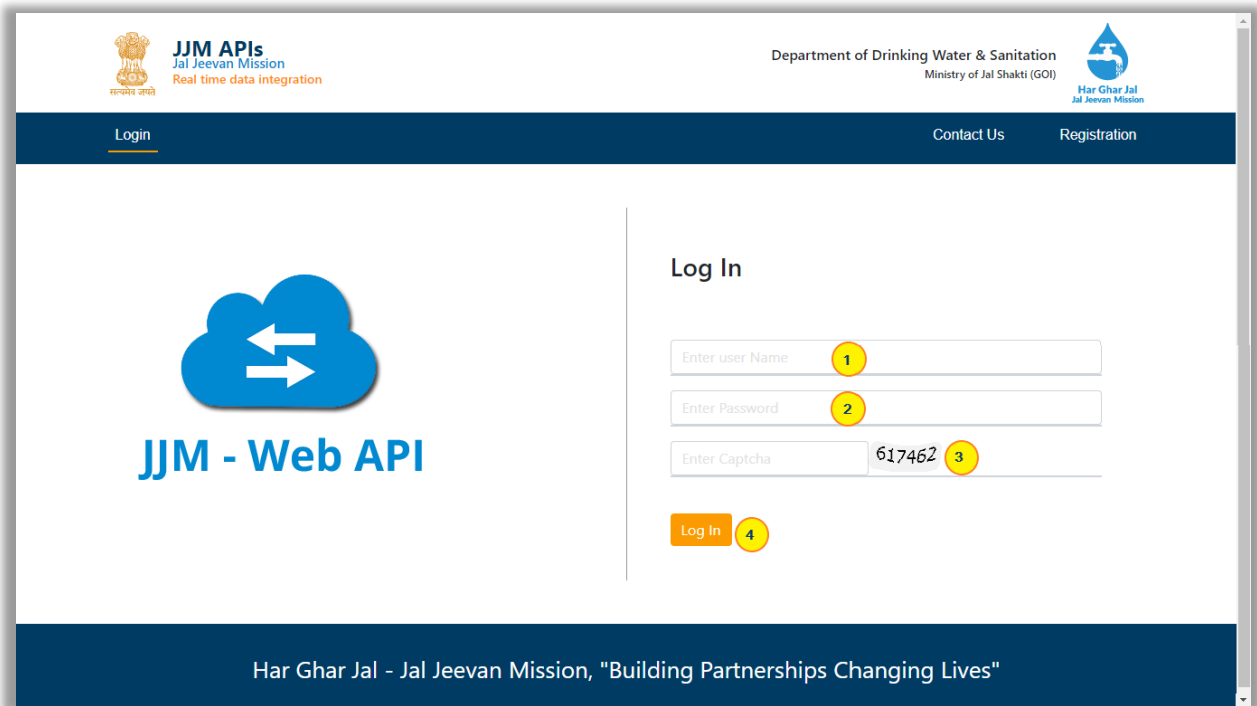 JJM APIs
Jal Jeevan Mission
Real time data integration
सत्यमेव जयते
Department of Drinking Water & Sanitation
Ministry of Jal Shakti (GOI)
Har Ghar Jal
Jal Jeevan Mission
Login
Contact Us
Registration
JJM - Web API
Log In
Enter user Name 1
Enter Password 2
Enter Captcha 617462 3
Log In 4
Har Ghar Jal - Jal Jeevan Mission, "Building Partnerships Changing Lives"